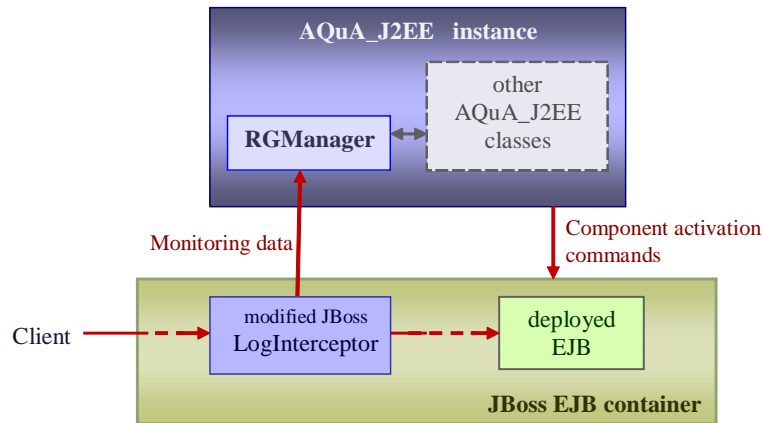 AQuA_J2EE instance
other
AQuA_J2EE
classes
RGManager
Monitoring data
Component activation
commands
Client
modified JBoss
LogInterceptor
deployed
EJB
JBoss EJB container